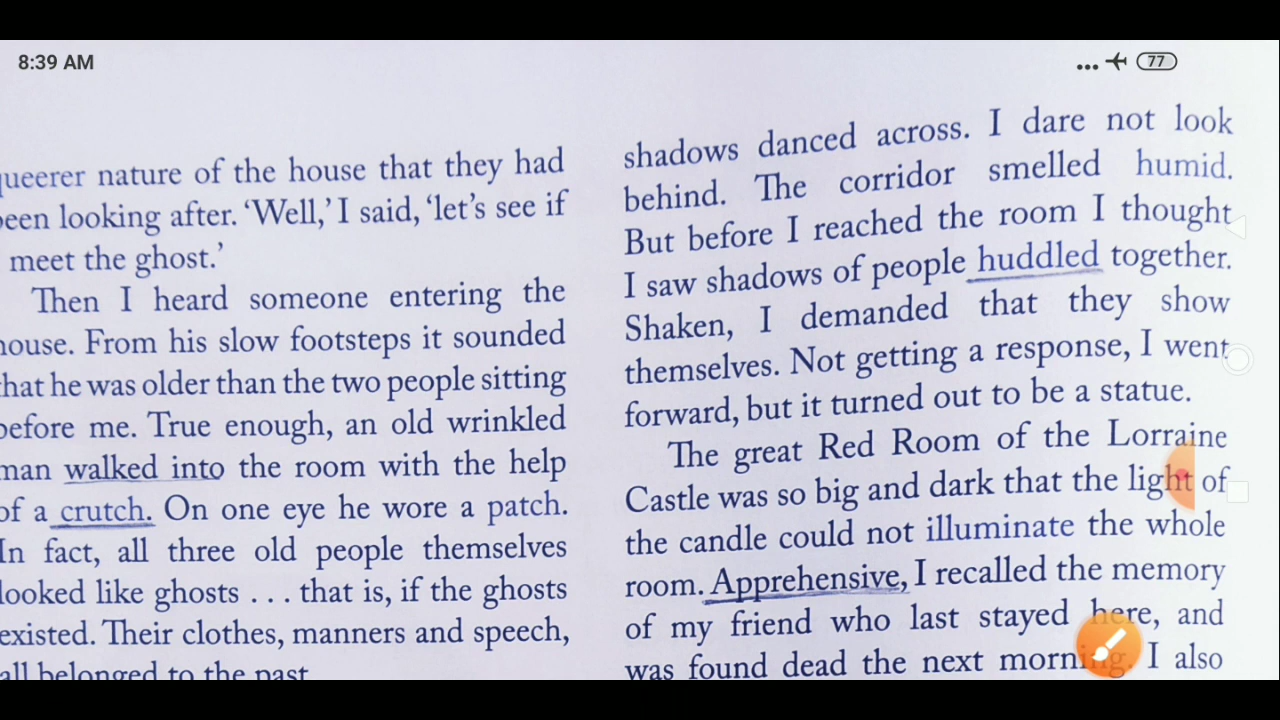 8:39 AM
77
queerer nature of the house that they had
been looking after. ‘Well,’ I said, ‘let’s see if
meet the ghost.’
Then I heard someone entering the
house. From his slow footsteps it sounded
that he was older than the two people sitting
before me. True enough, an old wrinkled
man walked into the room with the help
of a crutch. On one eye he wore a patch.
In fact, all three old people themselves
looked like ghosts . . . that is, if the ghosts
existed. Their clothes, manners and speech,
all belonged to the past
shadows danced across. I dare not look
behind. The corridor smelled humid.
But before I reached the room I thought
I saw shadows of people huddled together.
Shaken, I demanded that they show
themselves. Not getting a response, I went
forward, but it turned out to be a statue.
The great Red Room of the Lorraine
Castle was so big and dark that the light of
the candle could not illuminate the whole
room. Apprehensive, I recalled the memory
of my friend who last stayed here, and
was found dead the next morning. I also